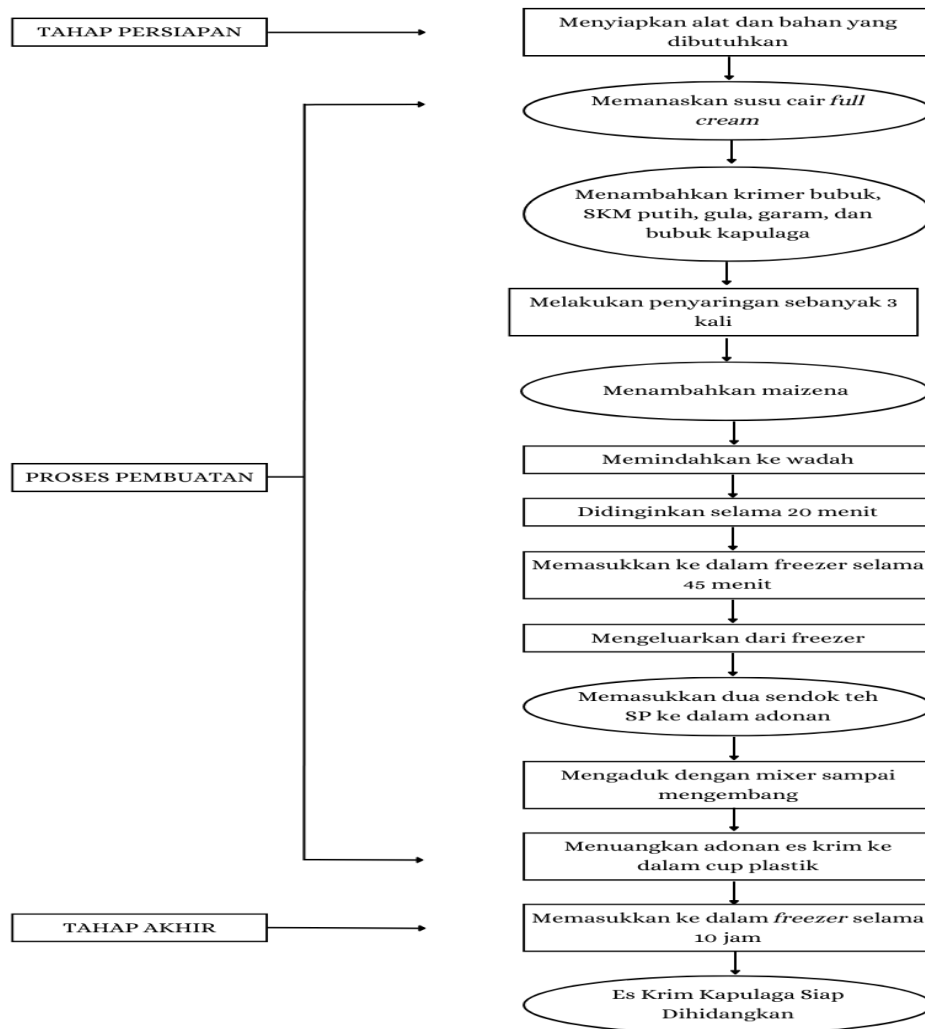 TAHAP PERSIAPAN
Menyiapkan alat dan bahan yang
dibutuhkan
Memanaskan susu cair full
cream
Menambahkan krimer bubuk,
SKM putih, gula, garam, dan
bubuk kapulaga
Melakukan penyaringan sebanyak 3
kali
Menambahkan maizena
PROSES PEMBUATAN
Memindahkan ke wadah
Didinginkan selama 20 menit
Memasukkan ke dalam freezer selama
45 menit
Mengeluarkan dari freezer
Memasukkan dua sendok teh
SP ke dalam adonan
Mengaduk dengan mixer sampai
mengembang
Menuangkan adonan es krim ke
dalam cup plastik
TAHAP AKHIR
Memasukkan ke dalam freezer selama
10 jam
Es Krim Kapulaga Siap
Dihidangkan